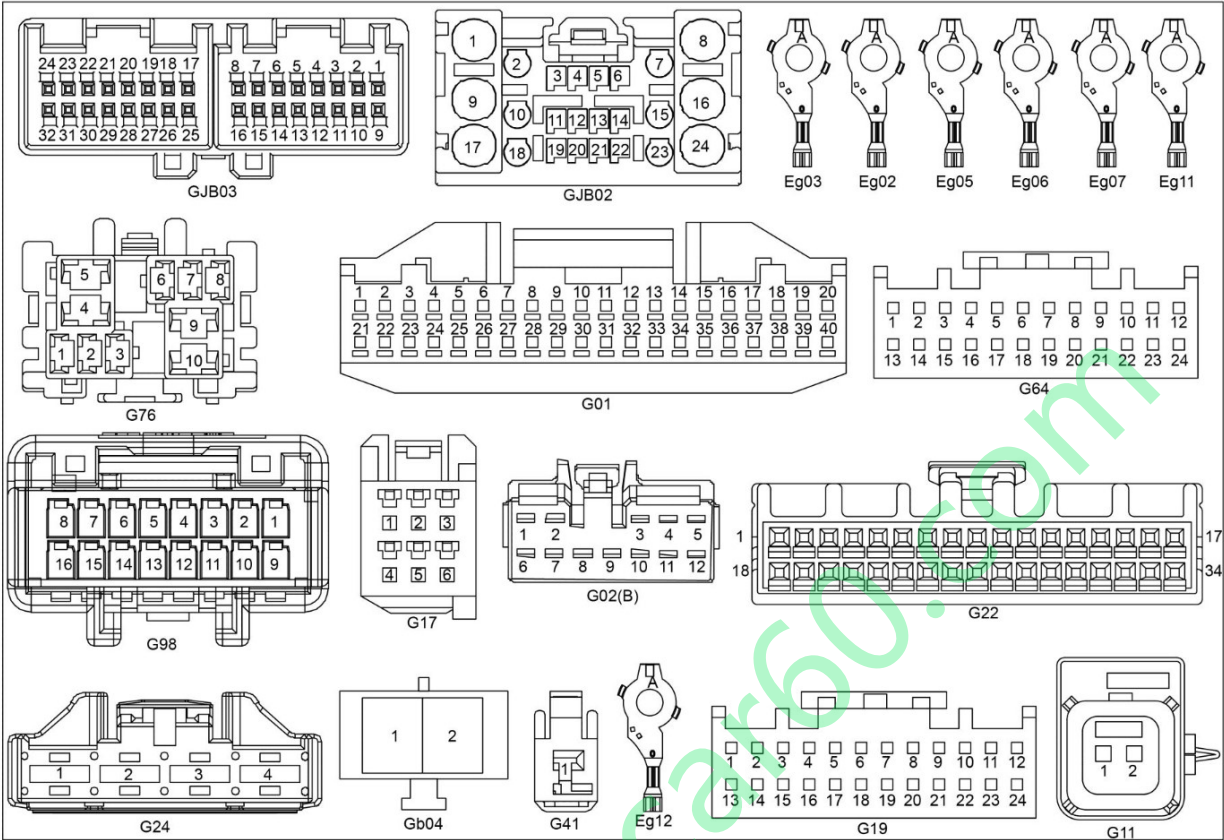 24 23 22 21 20 19 18 17
8 7 6 5 4 3 2 1
32 31 30 29 28 27 26 25
16 15 14 13 12 11 10 9
GJB03
1 2 3 4 5 6 7 8
9 10 11 12 13 14 15 16
17 18 19 20 21 22 23 24
GJB02
A A A A A A
Eg03 Eg02 Eg05 Eg06 Eg07 Eg11
5 6 7 8
4 9
1 2 3 10
G76
1 2 3 4 5 6 7 8 9 10 11 12 13 14 15 16 17 18 19 20
21 22 23 24 25 26 27 28 29 30 31 32 33 34 35 36 37 38 39 40
G01
1 2 3 4 5 6 7 8 9 10 11 12
13 14 15 16 17 18 19 20 21 22 23 24
G64
8 7 6 5 4 3 2 1
16 15 14 13 12 11 10 9
G98
1 2 3
4 5 6
G17
1 2 3 4 5
6 7 8 9 10 11 12
G02(B)
1 17
18 34
G22
1 2 3 4
G24
1 2
Gb04
1
G41
A
Eg12
1 2 3 4 5 6 7 8 9 10 11 12
13 14 15 16 17 18 19 20 21 22 23 24
G19
1 2
G11
car60.com